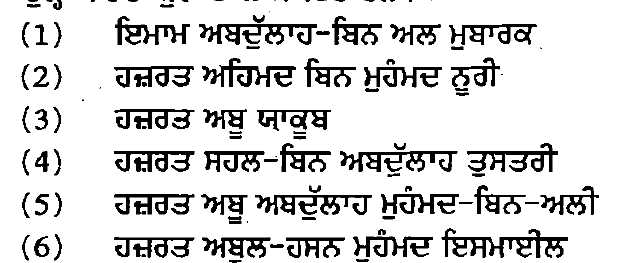 (1) ਇਮਾਮ ਅਬਦੁੱਲਾਹ-ਬਿਨ ਅਲ ਮੁਬਾਰਕ
(2) ਹਜ਼ਰਤ ਅਹਿਮਦ ਬਿਨ ਮੁਹੰਮਦ ਨੂਰੀ
(3) ਹਜ਼ਰਤ ਅਬੂ ਯਾਕੂਬ
(4) ਹਜ਼ਰਤ ਸਹਲ-ਬਿਨ ਅਬਦੁੱਲਾਹ ਤੁਸਤਰੀ
(5) ਹਜ਼ਰਤ ਅਬੂ ਅਬਦੁੱਲਾਹ ਮੁਹੰਮਦ-ਬਿਨ-ਅਲੀ
(6) ਹਜ਼ਰਤ ਅਬੁਲ-ਹਸਨ ਮੁਹੰਮਦ ਇਸਮਾਈਲ